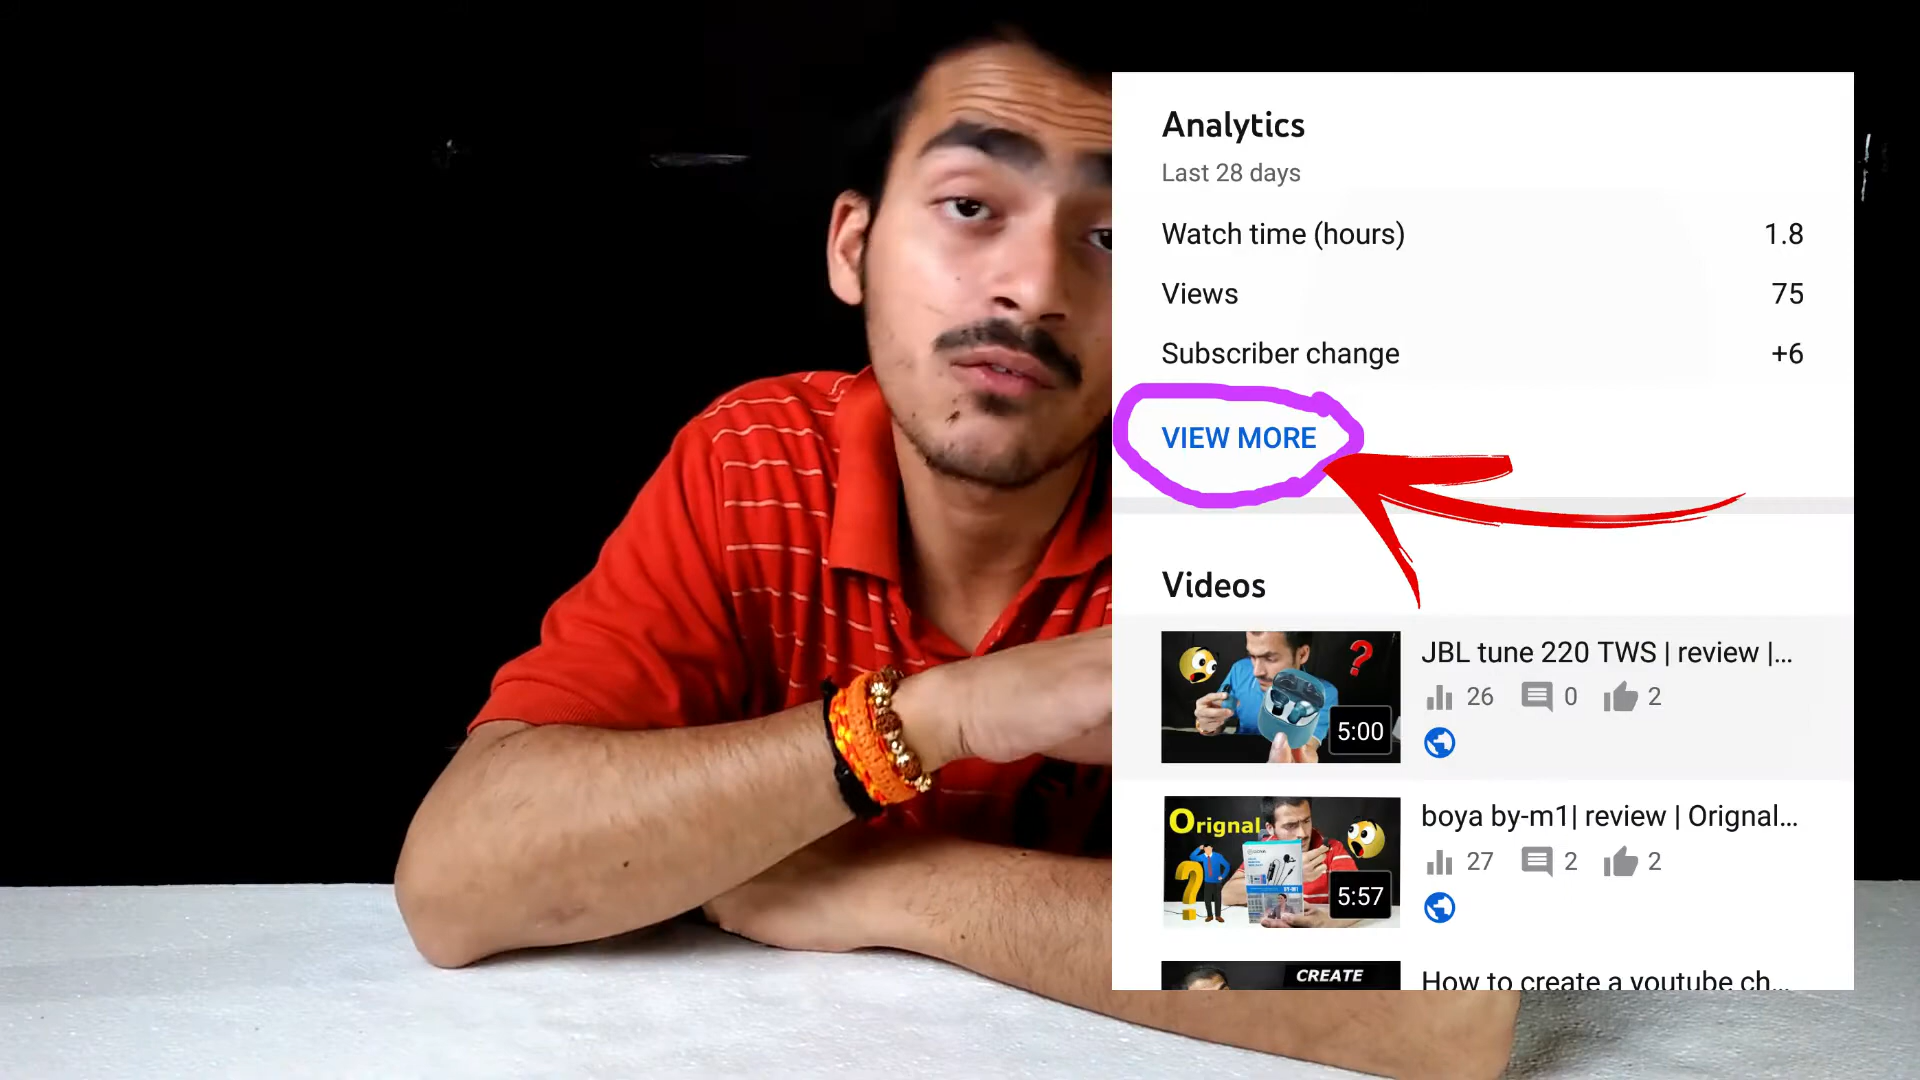 Analytics
Last 28 days
Watch time (hours) 1.8
Views 75
Subscriber change +6
VIEW MORE
Videos
?
JBL tune 220 TWS | review |...
26 0 2
5:00
Orignal
boya by-m1| review | Orignal...
?
27 2 2
5:57
CREATE
How to create a youtube ch...